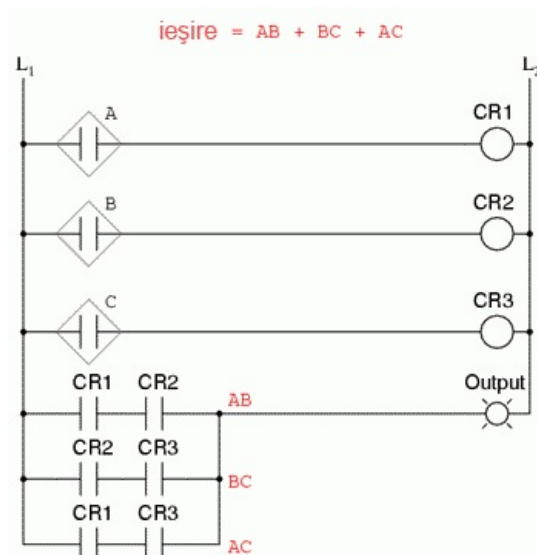 ieşire = AB + BC + AC
L1 L2
A CR1
B CR2
C CR3
CR1 CR2 AB Output
CR2 CR3 BC
CR1 CR3 AC